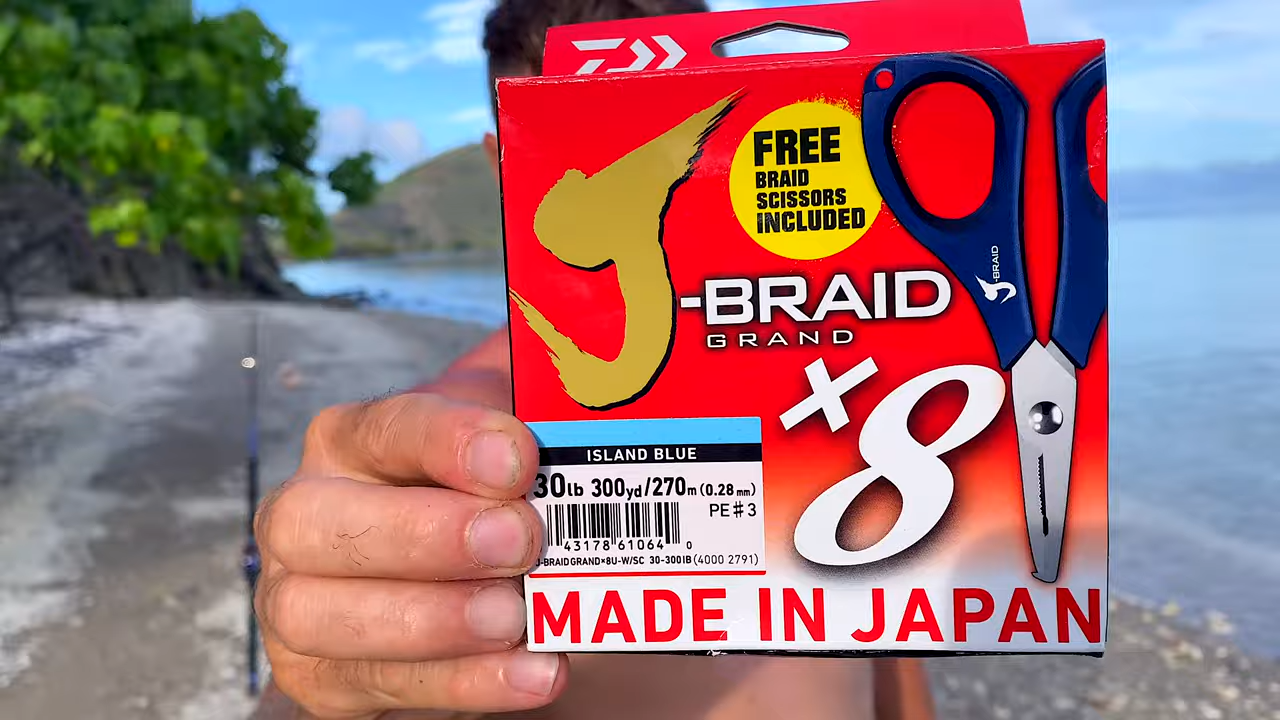 FREE
BRAID
SCISSORS
INCLUDED
J-BRAID
GRAND
×8
J-BRAID
ISLAND BLUE
30lb 300yd/270m (0.28mm)
PE#3
43178 61064 0
J-BRAID GRAND×8U-W/SC 30-300IB (4000 2791)
MADE IN JAPAN